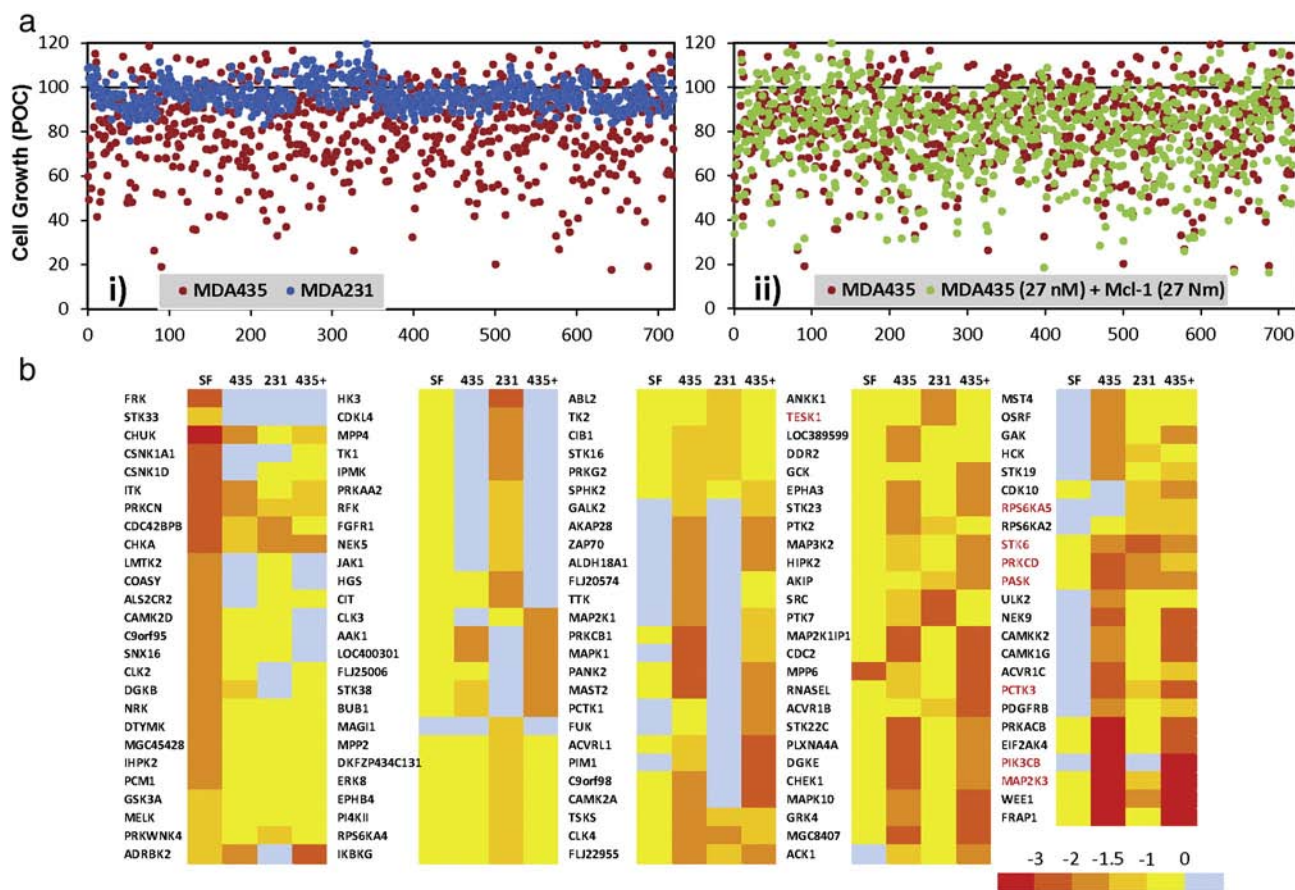 a
120
100
80
60
40
20
0
Cell Growth (POC)
i)
MDA435 MDA231
0 100 200 300 400 500 600 700
120
100
80
60
40
20
0
ii)
MDA435 MDA435 (27 nM) + Mcl-1 (27 Nm)
0 100 200 300 400 500 600 700
b
SF 435 231 435+
FRK
STK33
CHUK
CSNK1A1
CSNK1D
ITK
PRKCN
CDC42BPB
CHKA
LMTK2
COASY
ALS2CR2
CAMK2D
C9orf95
SNX16
CLK2
DGKB
NRK
DTYMK
MGC45428
IHPK2
PCM1
GSK3A
MELK
PRKWNK4
ADRBK2
SF 435 231 435+
HK3
CDKL4
MPP4
TK1
IPMK
PRKAA2
RFK
FGFR1
NEK5
JAK1
HGS
CIT
CLK3
AAK1
LOC400301
FLJ25006
STK38
BUB1
MAGI1
MPP2
DKFZP434C131
ERK8
EPHB4
PI4KII
RPS6KA4
IKBKG
SF 435 231 435+
ABL2
TK2
CIB1
STK16
PRKG2
SPHK2
GALK2
AKAP28
ZAP70
ALDH18A1
FLJ20574
TTK
MAP2K1
PRKCB1
MAPK1
PANK2
MAST2
PCTK1
FUK
ACVRL1
PIM1
C9orf98
CAMK2A
TSKS
CLK4
FLJ22955
SF 435 231 435+
ANKK1
TESK1
LOC389599
DDR2
GCK
EPHA3
STK23
PTK2
MAP3K2
HIPK2
AKIP
SRC
PTK7
MAP2K1IP1
CDC2
MPP6
RNASEL
ACVR1B
STK22C
PLXNA4A
DGKE
CHEK1
MAPK10
GRK4
MGC8407
ACK1
SF 435 231 435+
MST4
OSRF
GAK
HCK
STK19
CDK10
RPS6KA5
RPS6KA2
STK6
PRKCD
PASK
ULK2
NEK9
CAMKK2
CAMK1G
ACVR1C
PCTK3
PDGFRB
PRKACB
EIF2AK4
PIK3CB
MAP2K3
WEE1
FRAP1
-3 -2 -1.5 -1 0